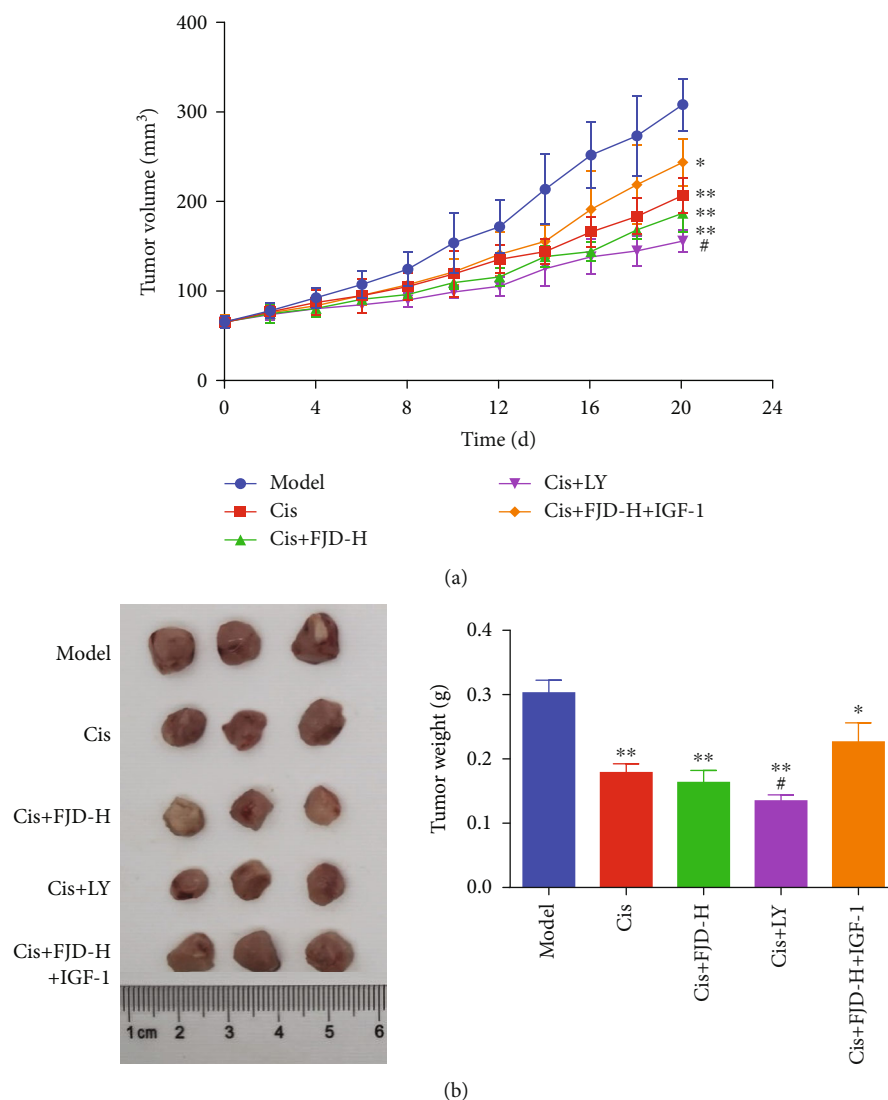 400
300
200
100
0
Tumor volume (mm³)
0 4 8 12 16 20 24
Time (d)
*
**
**
**
#
Model
Cis
Cis+FJD-H
Cis+LY
Cis+FJD-H+IGF-1
(a)
Model
Cis
Cis+FJD-H
Cis+LY
Cis+FJD-H
+IGF-1
1 cm 2 3 4 5 6
0.4
0.3
0.2
0.1
0.0
Tumor weight (g)
**
**
**
#
*
Model
Cis
Cis+FJD-H
Cis+LY
Cis+FJD-H+IGF-1
(b)